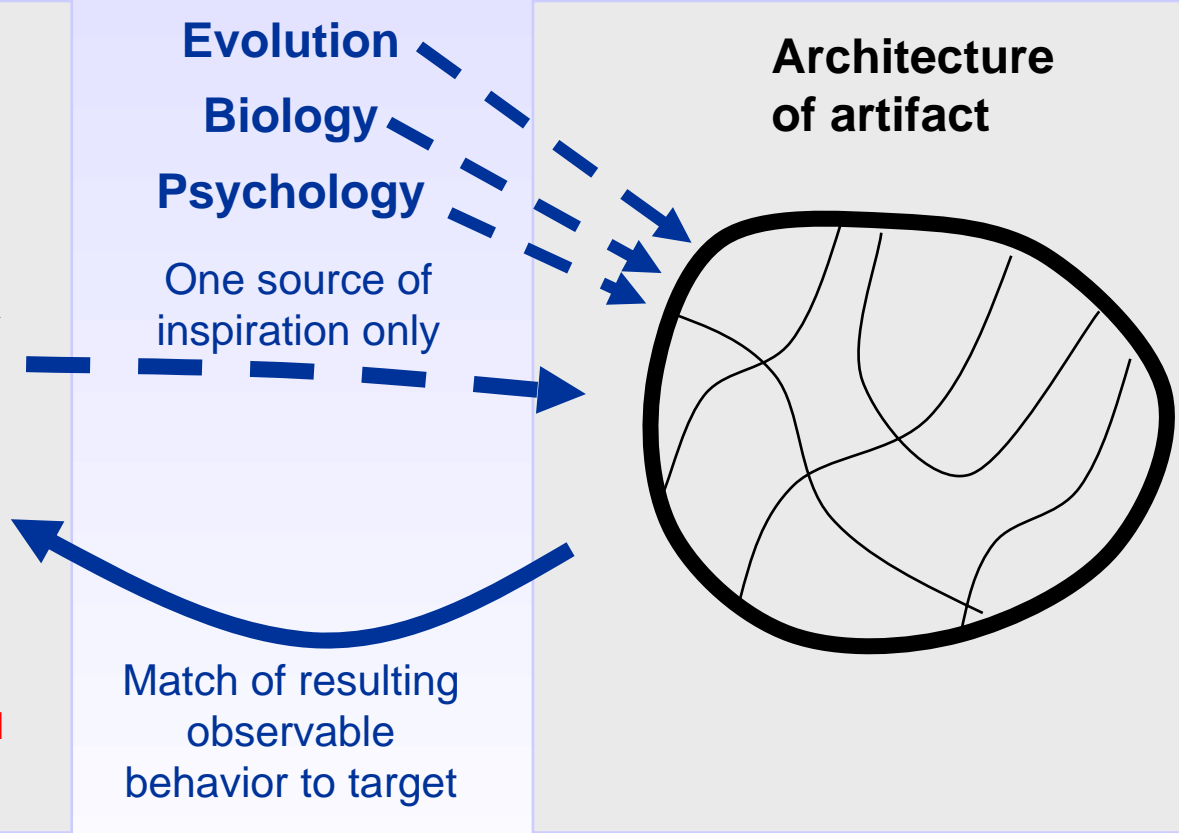 Evolution
Biology
Psychology
One source of
inspiration only
Match of resulting
observable
behavior to target
Architecture
of artifact